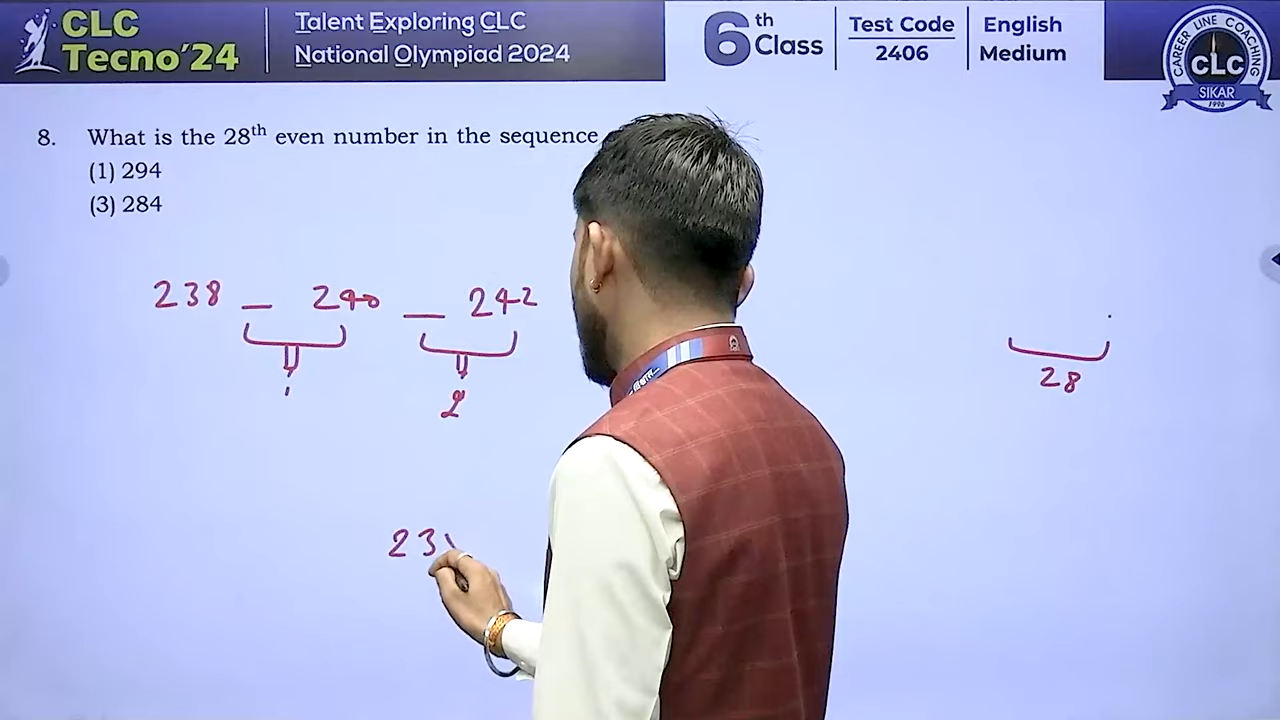 CLC
Tecno'24
Talent Exploring CLC
National Olympiad 2024
6th Class
Test Code
2406
English
Medium
CAREER LINE COACHING
CLC
SIKAR
1996
8. What is the 28th even number in the sequence
(1) 294
(3) 284
238 _ 240 _ 242
1 2 28
23